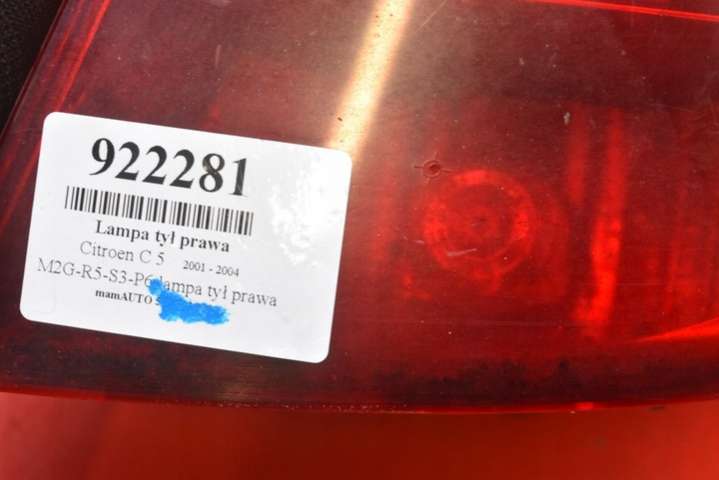 922281
Lampa tył prawa
Citroen C 5 2001 - 2004
M2G-R5-S3-P6 lampa tył prawa
mamAUTO